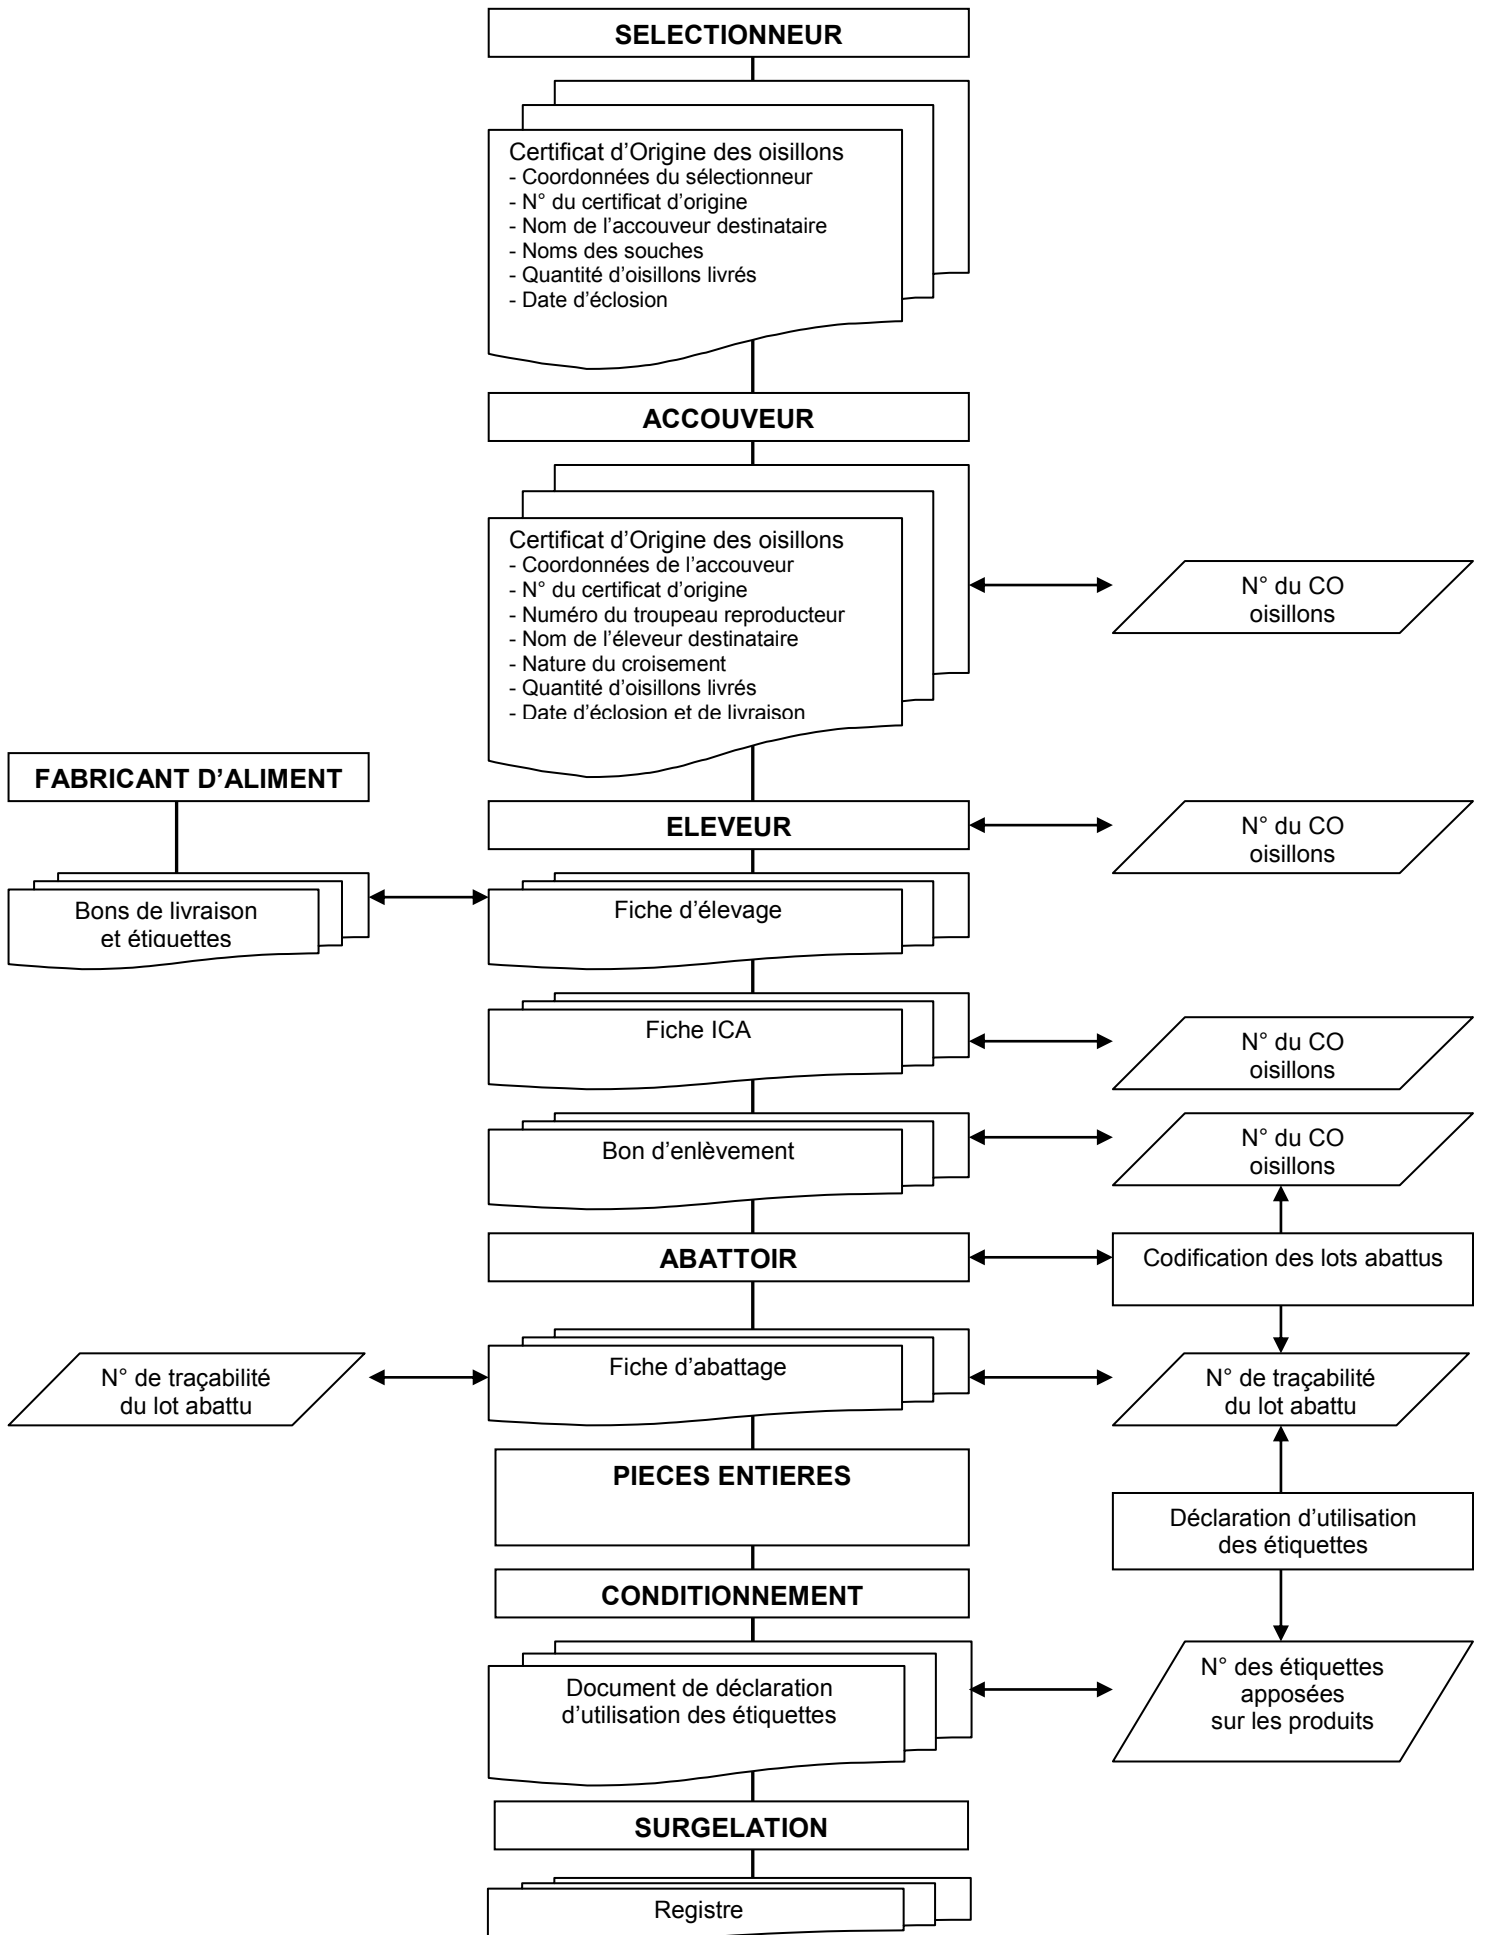 SELECTIONNEUR
Certificat d’Origine des oisillons
- Coordonnées du sélectionneur
- N° du certificat d’origine
- Nom de l’accouveur destinataire
- Noms des souches
- Quantité d’oisillons livrés
- Date d’éclosion
ACCOUVEUR
Certificat d’Origine des oisillons
- Coordonnées de l’accouveur
- N° du certificat d’origine
- Numéro du troupeau reproducteur
- Nom de l’éleveur destinataire
- Nature du croisement
- Quantité d’oisillons livrés
- Date d’éclosion et de livraison
N° du CO
oisillons
FABRICANT D’ALIMENT
ELEVEUR
N° du CO
oisillons
Bons de livraison
et étiquettes
Fiche d’élevage
Fiche ICA
N° du CO
oisillons
Bon d’enlèvement
N° du CO
oisillons
ABATTOIR
Codification des lots abattus
N° de traçabilité
du lot abattu
Fiche d’abattage
N° de traçabilité
du lot abattu
PIECES ENTIERES
Déclaration d’utilisation
des étiquettes
CONDITIONNEMENT
Document de déclaration
d’utilisation des étiquettes
N° des étiquettes
apposées
sur les produits
SURGELATION
Registre